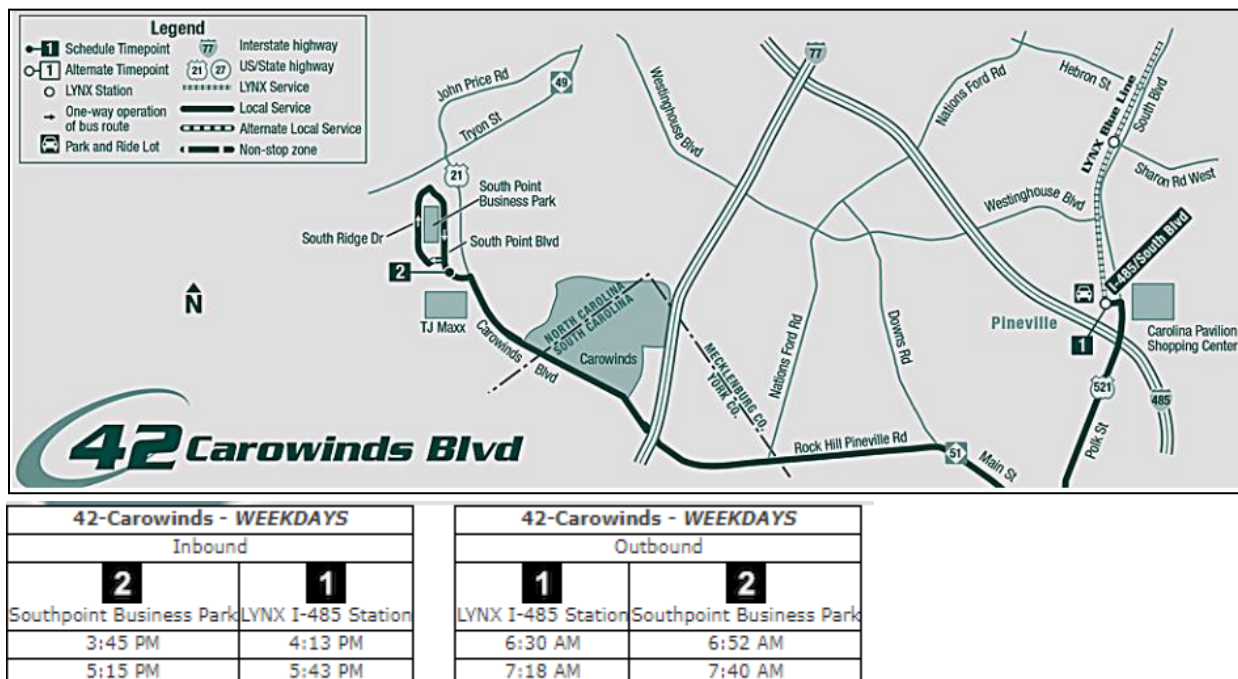 Legend
1 Schedule Timepoint
1 Alternate Timepoint
LYNX Station
One-way operation
of bus route
Park and Ride Lot
77 Interstate highway
21 27 US/State highway
LYNX Service
Local Service
Alternate Local Service
Non-stop zone
John Price Rd
49
Tryon St
21
South Point
Business Park
South Ridge Dr
South Point Blvd
2
TJ Maxx
N
Westinghouse Blvd
77
Nations Ford Rd
Hebron St
LYNX Blue Line
South Blvd
Sharon Rd West
Westinghouse Blvd
I-485/South Blvd
Pineville
1
Carolina Pavilion
Shopping Center
NORTH CAROLINA
SOUTH CAROLINA
Carowinds
Carowinds
Blvd
MECKLENBURG CO.
YORK CO.
Nations Ford Rd
Downs Rd
521
485
Rock Hill Pineville Rd
51
Main St
Polk St
42 Carowinds Blvd
42-Carowinds - WEEKDAYS
Inbound
2 1
Southpoint Business Park LYNX I-485 Station
3:45 PM 4:13 PM
5:15 PM 5:43 PM
42-Carowinds - WEEKDAYS
Outbound
1 2
LYNX I-485 Station Southpoint Business Park
6:30 AM 6:52 AM
7:18 AM 7:40 AM